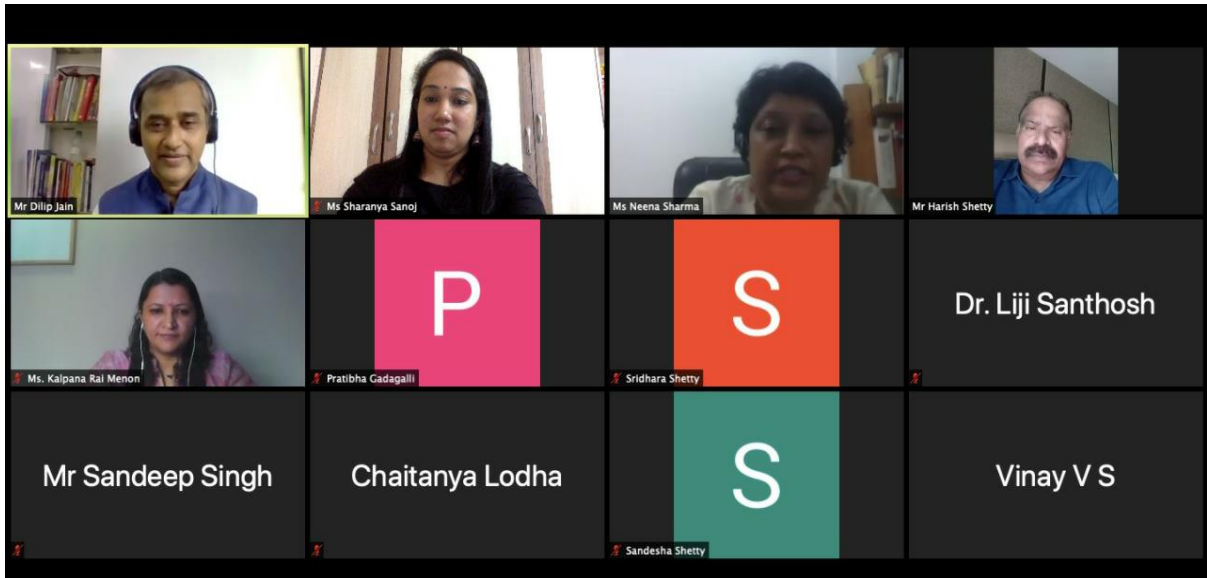 Mr Dilip Jain
Ms Sharanya Sanoj
Ms Neena Sharma
Mr Harish Shetty
Ms. Kalpana Rai Menon
P
Pratibha Gadagalli
S
Sridhara Shetty
Dr. Liji Santhosh
Mr Sandeep Singh
Chaitanya Lodha
S
Sandesha Shetty
Vinay V S